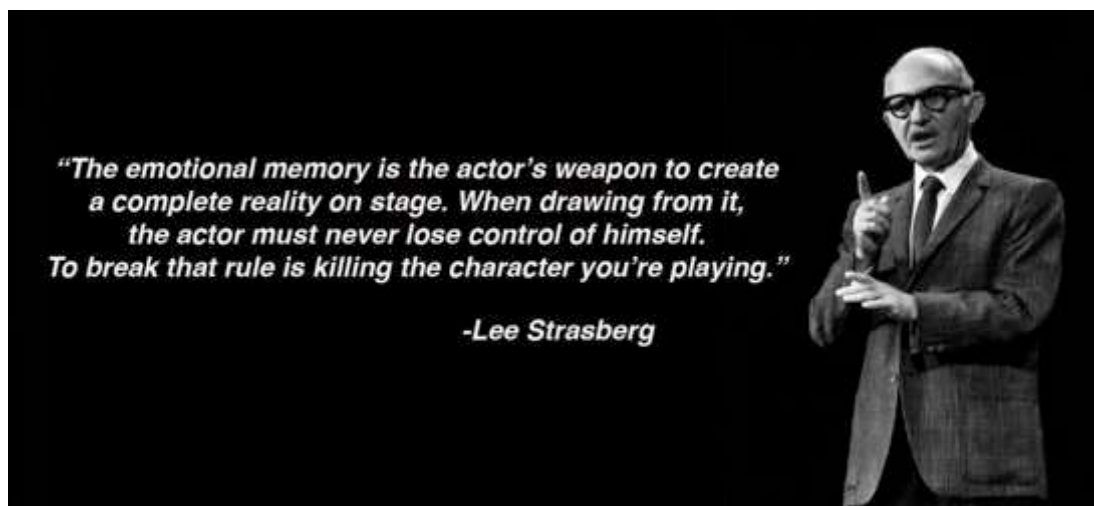 “The emotional memory is the actor’s weapon to create
a complete reality on stage. When drawing from it,
the actor must never lose control of himself.
To break that rule is killing the character you’re playing.”
-Lee Strasberg